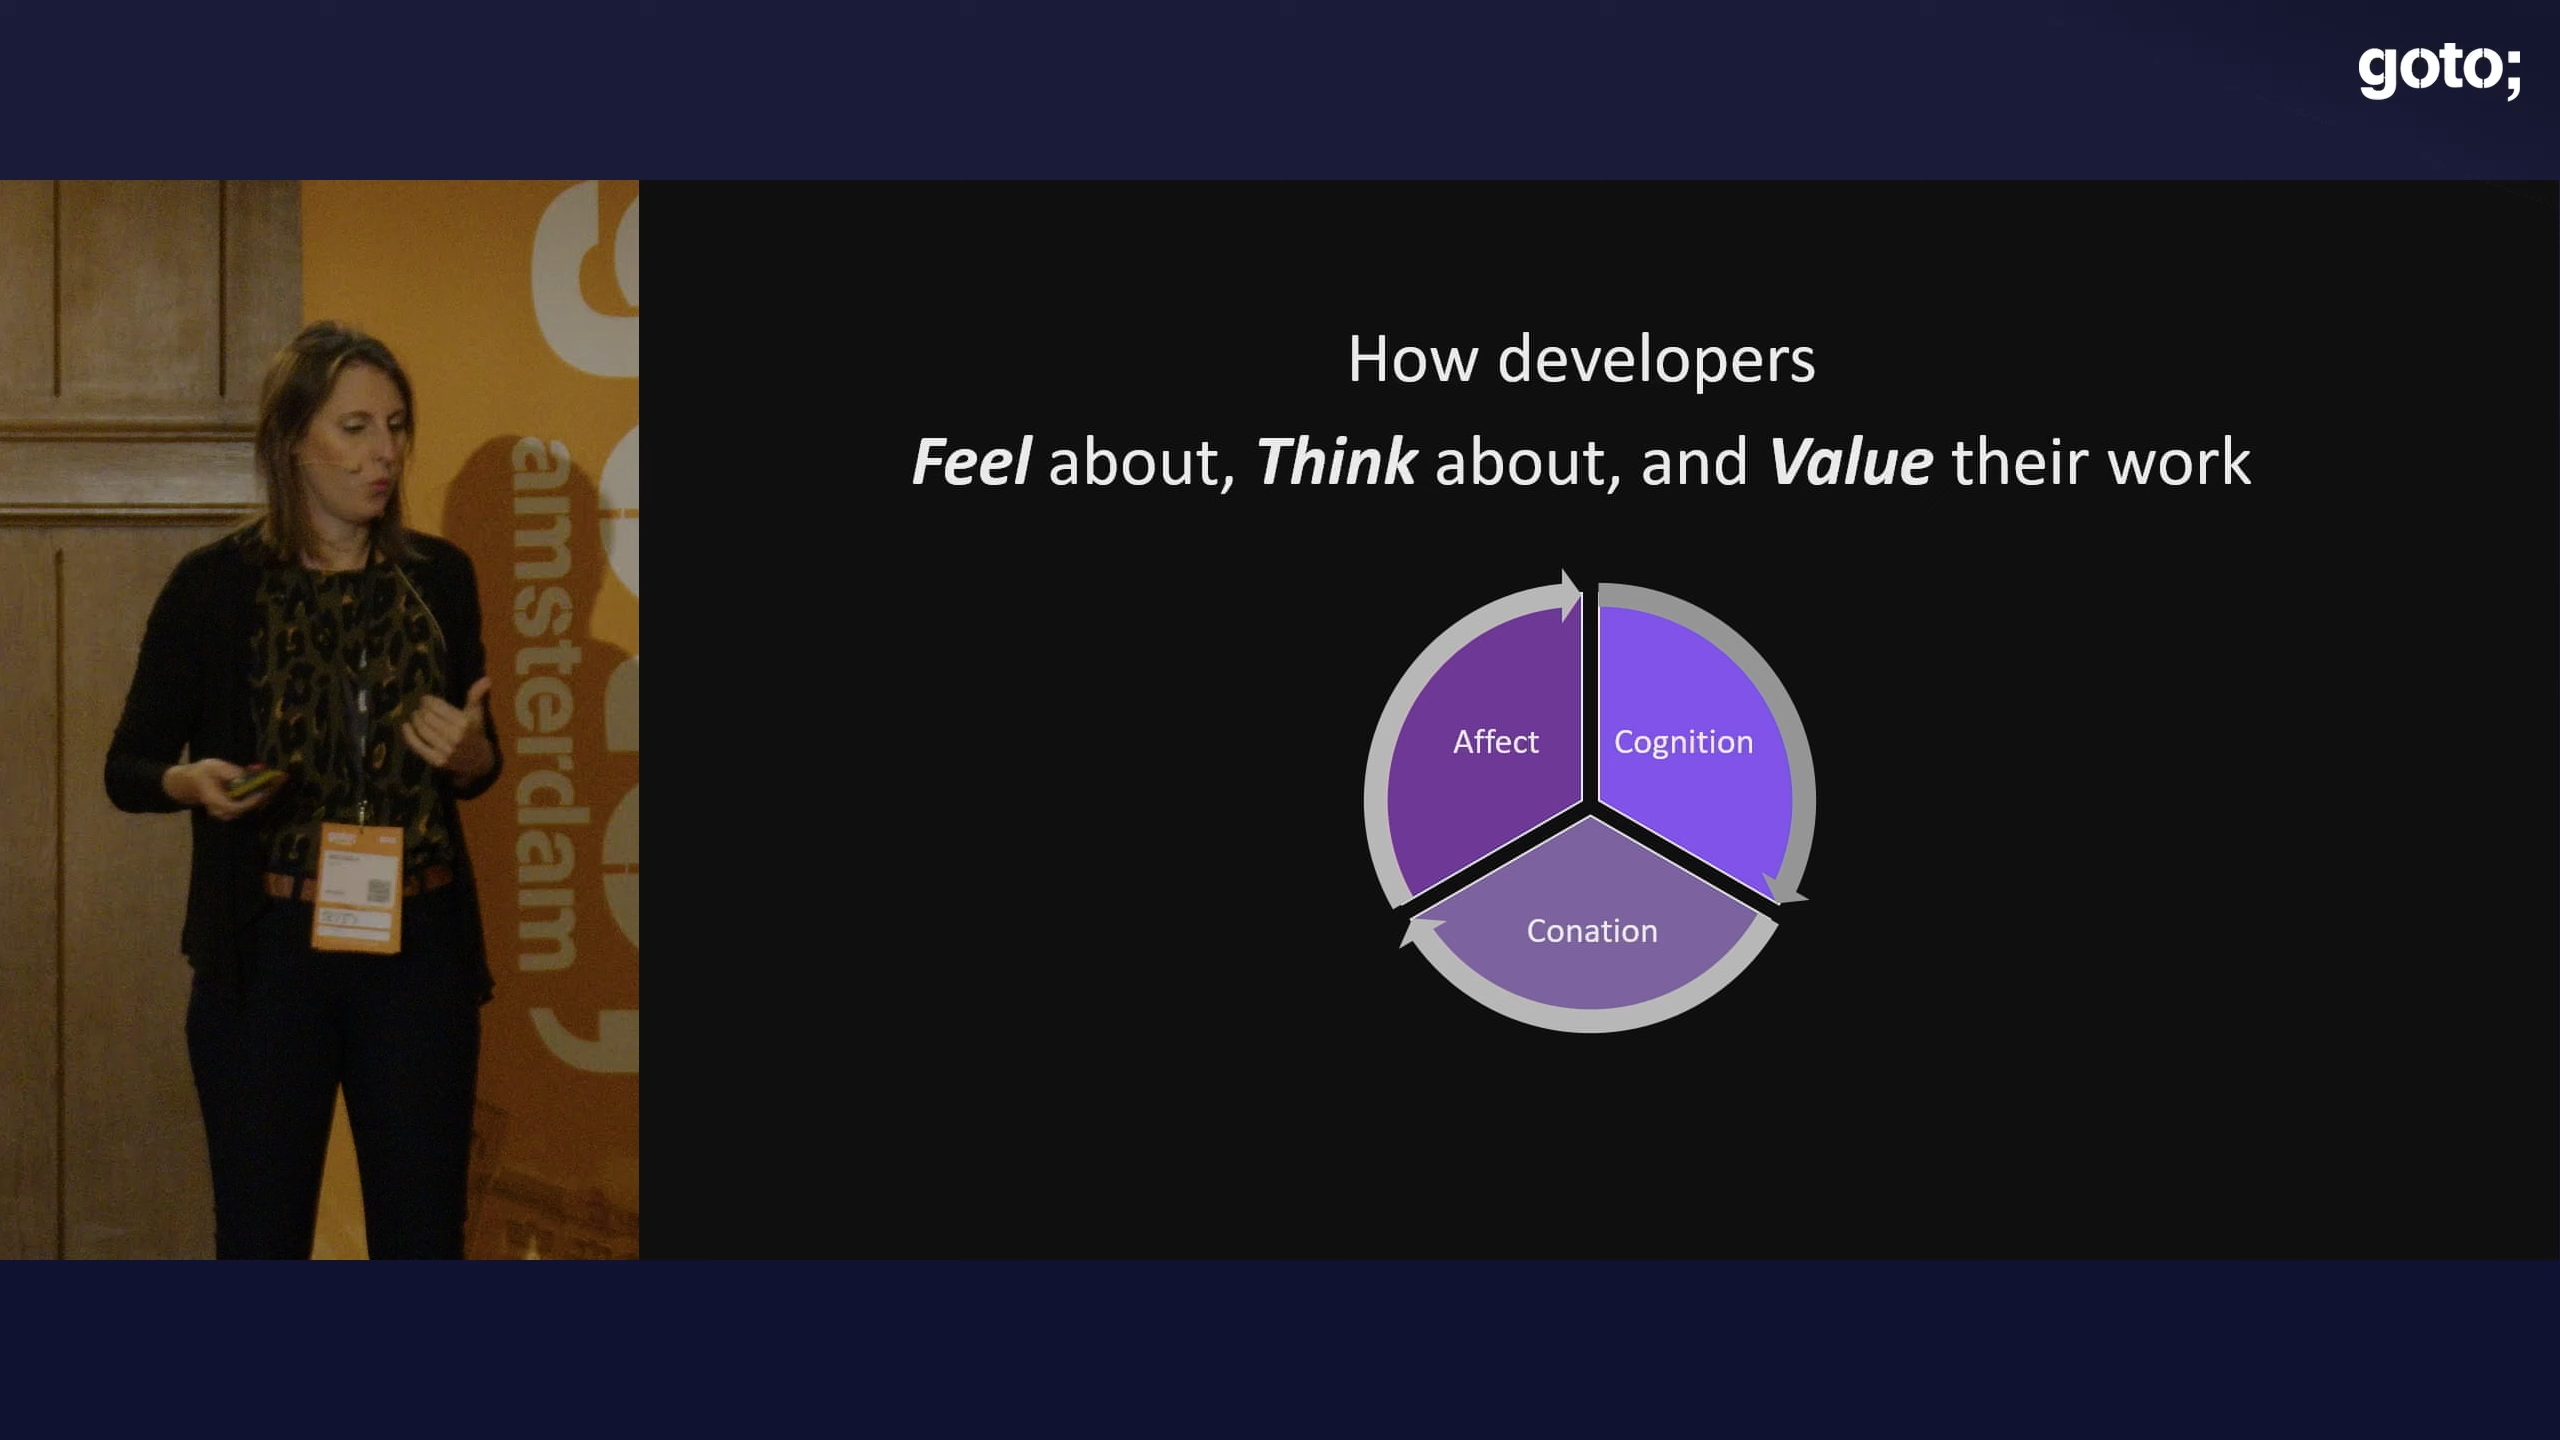 goto;
amsterdam
How developers
Feel about, Think about, and Value their work
Affect
Cognition
Conation